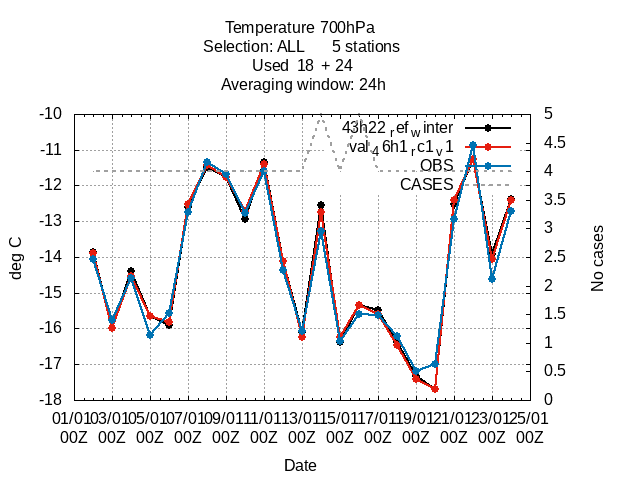 Temperature 700hPa
Selection: ALL 5 stations
Used 18 + 24
Averaging window: 24h
-10 5
43h22 refwinter
val46h1rc1v1
OBS
CASES
-11 4.5
-12 4
-13 3.5
-14 3
-15 2.5
-16 2
-17 1.5
-18 1
0.5
0
deg C
No cases
01/01 03/01 05/01 07/01 09/01 11/01 13/01 15/01 17/01 19/01 21/01 23/01 25/01
00Z 00Z 00Z 00Z 00Z 00Z 00Z 00Z 00Z 00Z 00Z 00Z 00Z
Date